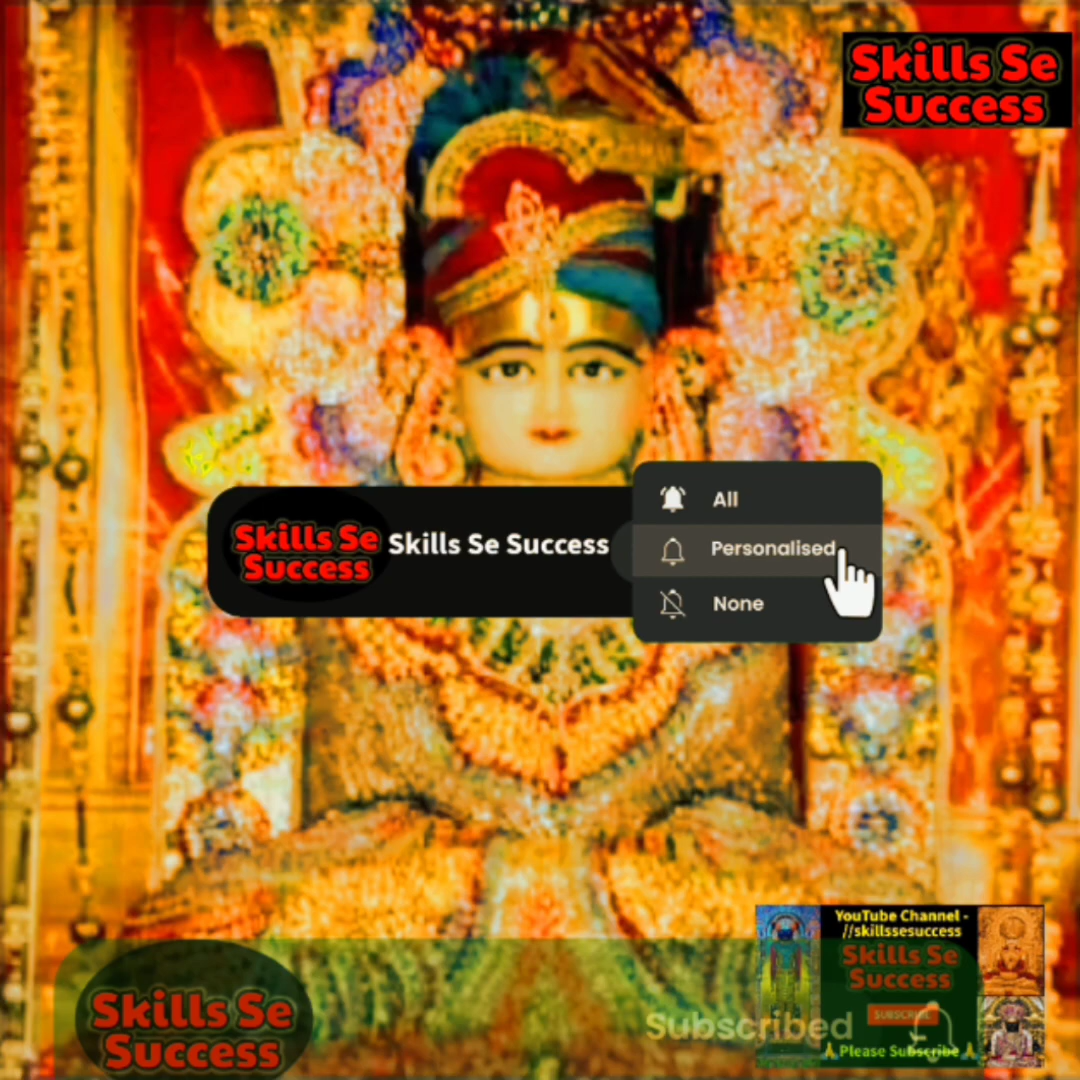 Skills Se
Success
Skills Se
Success
Skills Se Success
All
Personalised
None
YouTube Channel -
//skillssesuccess
Skills Se
Success
SUBSCRIBE
Please Subscribe
Skills Se
Success
Subscribed